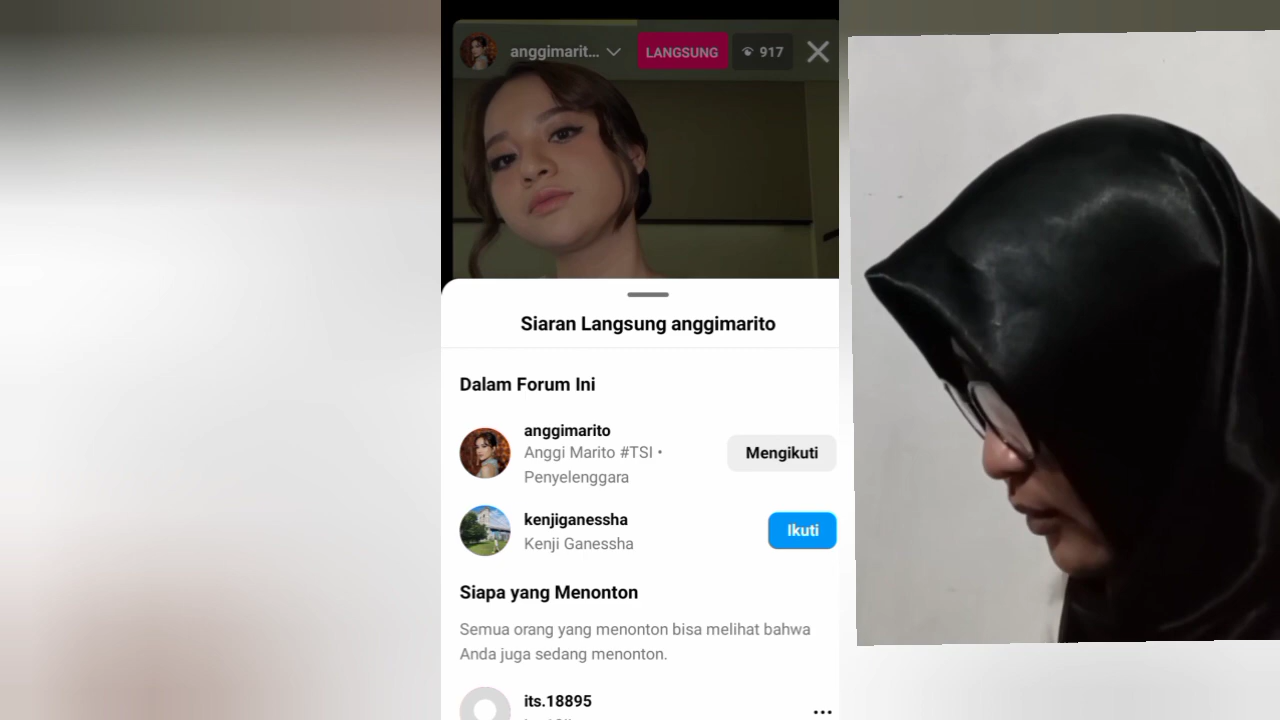 anggimarit...
LANGSUNG
917
Siaran Langsung anggimarito
Dalam Forum Ini
anggimarito
Anggi Marito #TSI •
Penyelenggara
Mengikuti
kenjiganessha
Kenji Ganessha
Ikuti
Siapa yang Menonton
Semua orang yang menonton bisa melihat bahwa
Anda juga sedang menonton.
its.18895